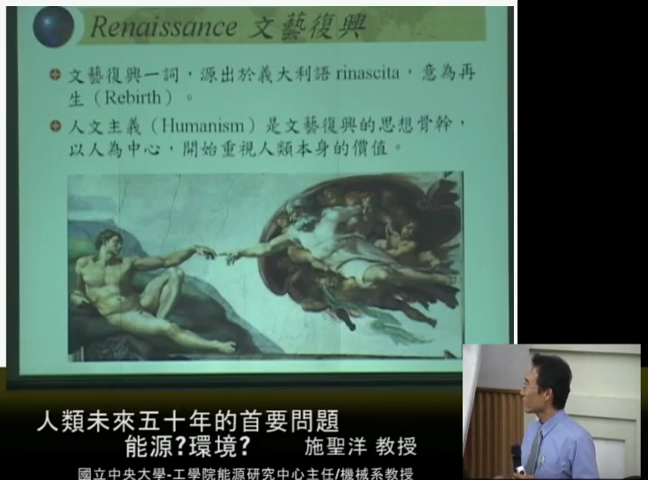 Renaissance 文藝復興
文藝復興一詞，源出於義大利語 rinascita，意為再
生（Rebirth）。
人文主義（Humanism）是文藝復興的思想骨幹，
以人為中心，開始重視人類本身的價值。
人類未來五十年的首要問題
能源?環境?
施聖洋 教授
國立中央大學-工學院能源研究中心主任/機械系教授